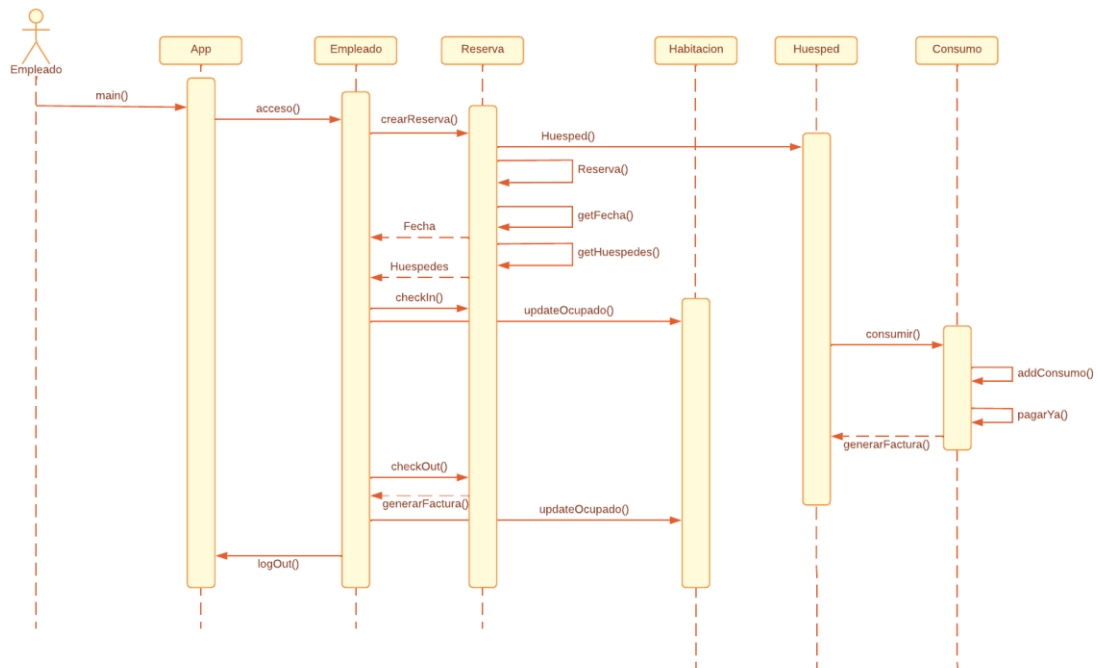 App
Empleado
Reserva
Habitacion
Huesped
Consumo
Empleado
main()
acceso()
crearReserva()
Huesped()
Reserva()
getFecha()
Fecha
getHuespedes()
Huespedes
checkIn()
updateOcupado()
consumir()
addConsumo()
pagarYa()
generarFactura()
checkOut()
generarFactura()
updateOcupado()
logOut()